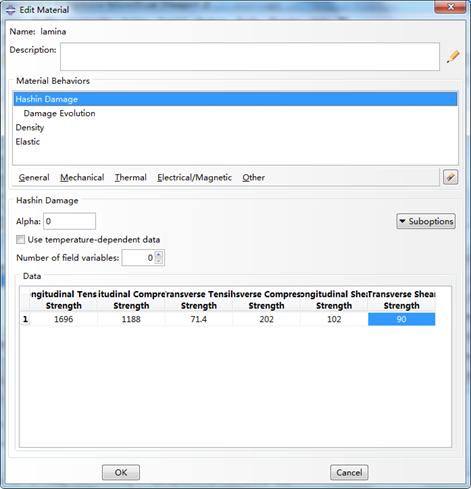 Edit Material
Name: lamina
Description:
Material Behaviors
Hashin Damage
Damage Evolution
Density
Elastic
General Mechanical Thermal Electrical/Magnetic Other
Hashin Damage
Alpha: 0
Suboptions
Use temperature-dependent data
Number of field variables: 0
Data
ngitudinal Tens itudinal Compre ransverse Tensil sverse Compres ongitudinal Shea Transverse Shear
Strength Strength Strength Strength Strength Strength
1 1696 1188 71.4 202 102 90
OK Cancel